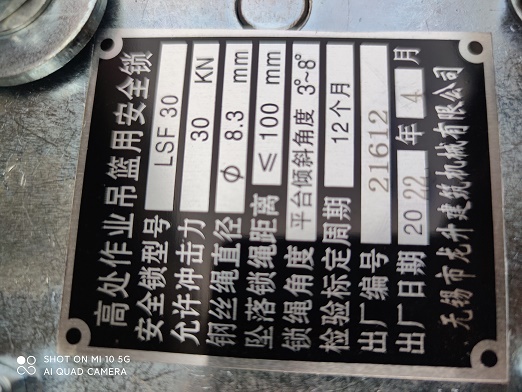 高处作业吊篮用安全锁
安全锁型号 LSF 30
允许冲击力 30 KN
钢丝绳直径 φ 8.3 mm
坠落锁绳距离 ≤ 100 mm
锁绳角度 平台倾斜角度 3°~8°
检验标定周期 12个月
出厂编号 21612
出厂日期 2022 年 4 月
无锡市龙升建筑机械有限公司
SHOT ON MI 10 5G
AI QUAD CAMERA